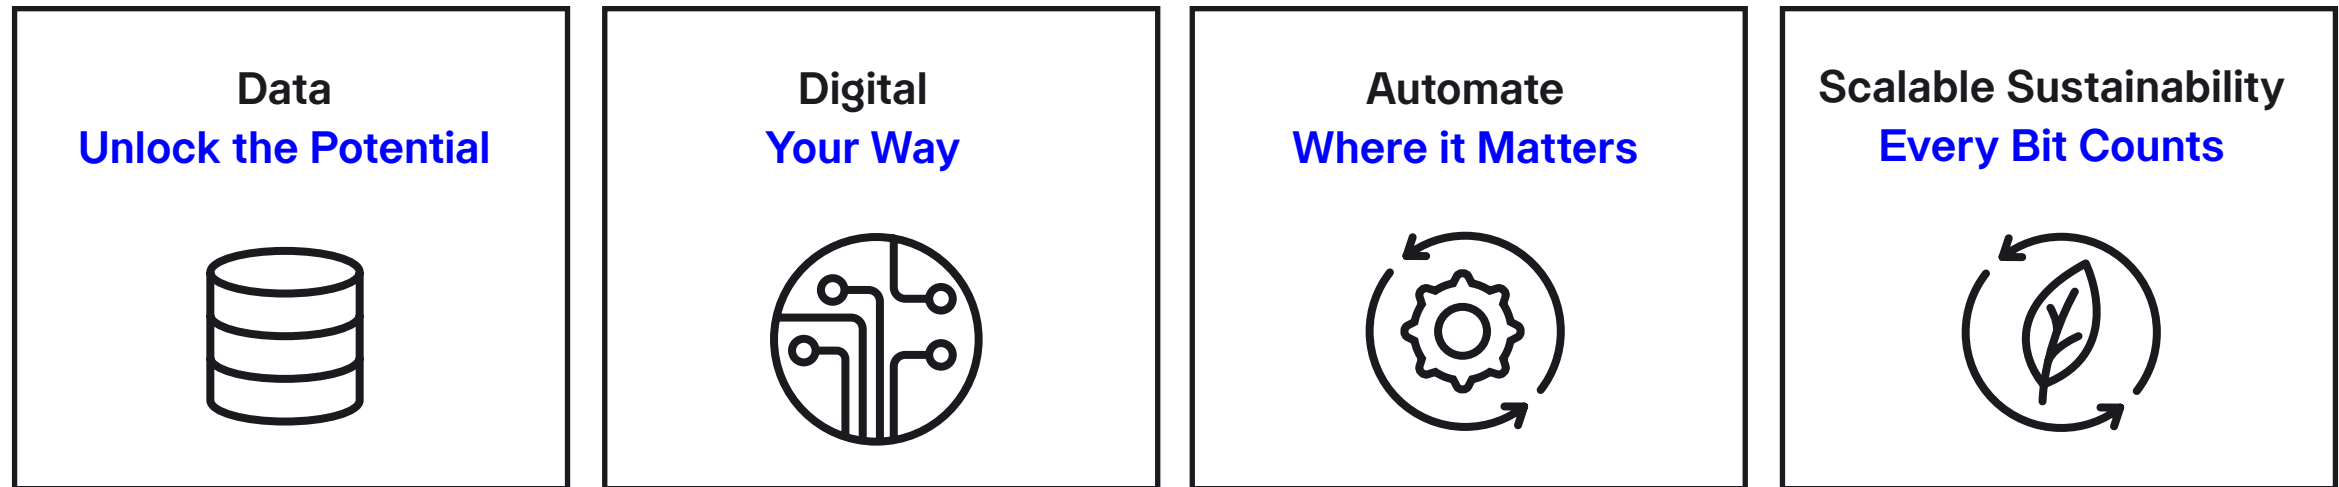 Data
Unlock the Potential
Digital
Your Way
Automate
Where it Matters
Scalable Sustainability
Every Bit Counts